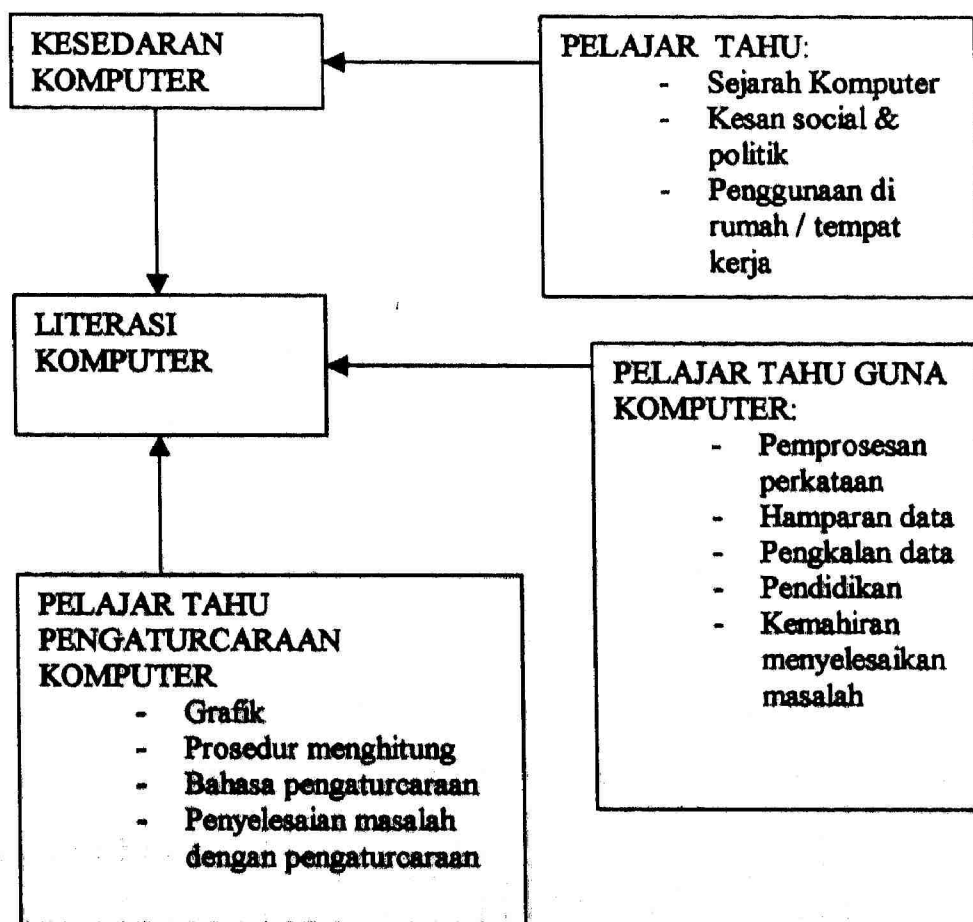 KESEDARAN
KOMPUTER
PELAJAR TAHU:
- Sejarah Komputer
- Kesan social &
politik
- Penggunaan di
rumah / tempat
kerja
LITERASI
KOMPUTER
PELAJAR TAHU GUNA
KOMPUTER:
- Pemprosesan
perkataan
- Hamparan data
- Pengkalan data
- Pendidikan
- Kemahiran
menyelesaikan
masalah
PELAJAR TAHU
PENGATURCARAAN
KOMPUTER
- Grafik
- Prosedur menghitung
- Bahasa pengaturcaraan
- Penyelesaian masalah
dengan pengaturcaraan